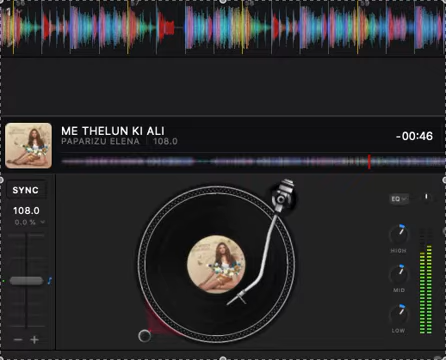 ME THELUN KI ALI
PAPARIZU ELENA | 108.0
-00:46
SYNC
108.0
0.0 %
EQ
HIGH
MID
LOW